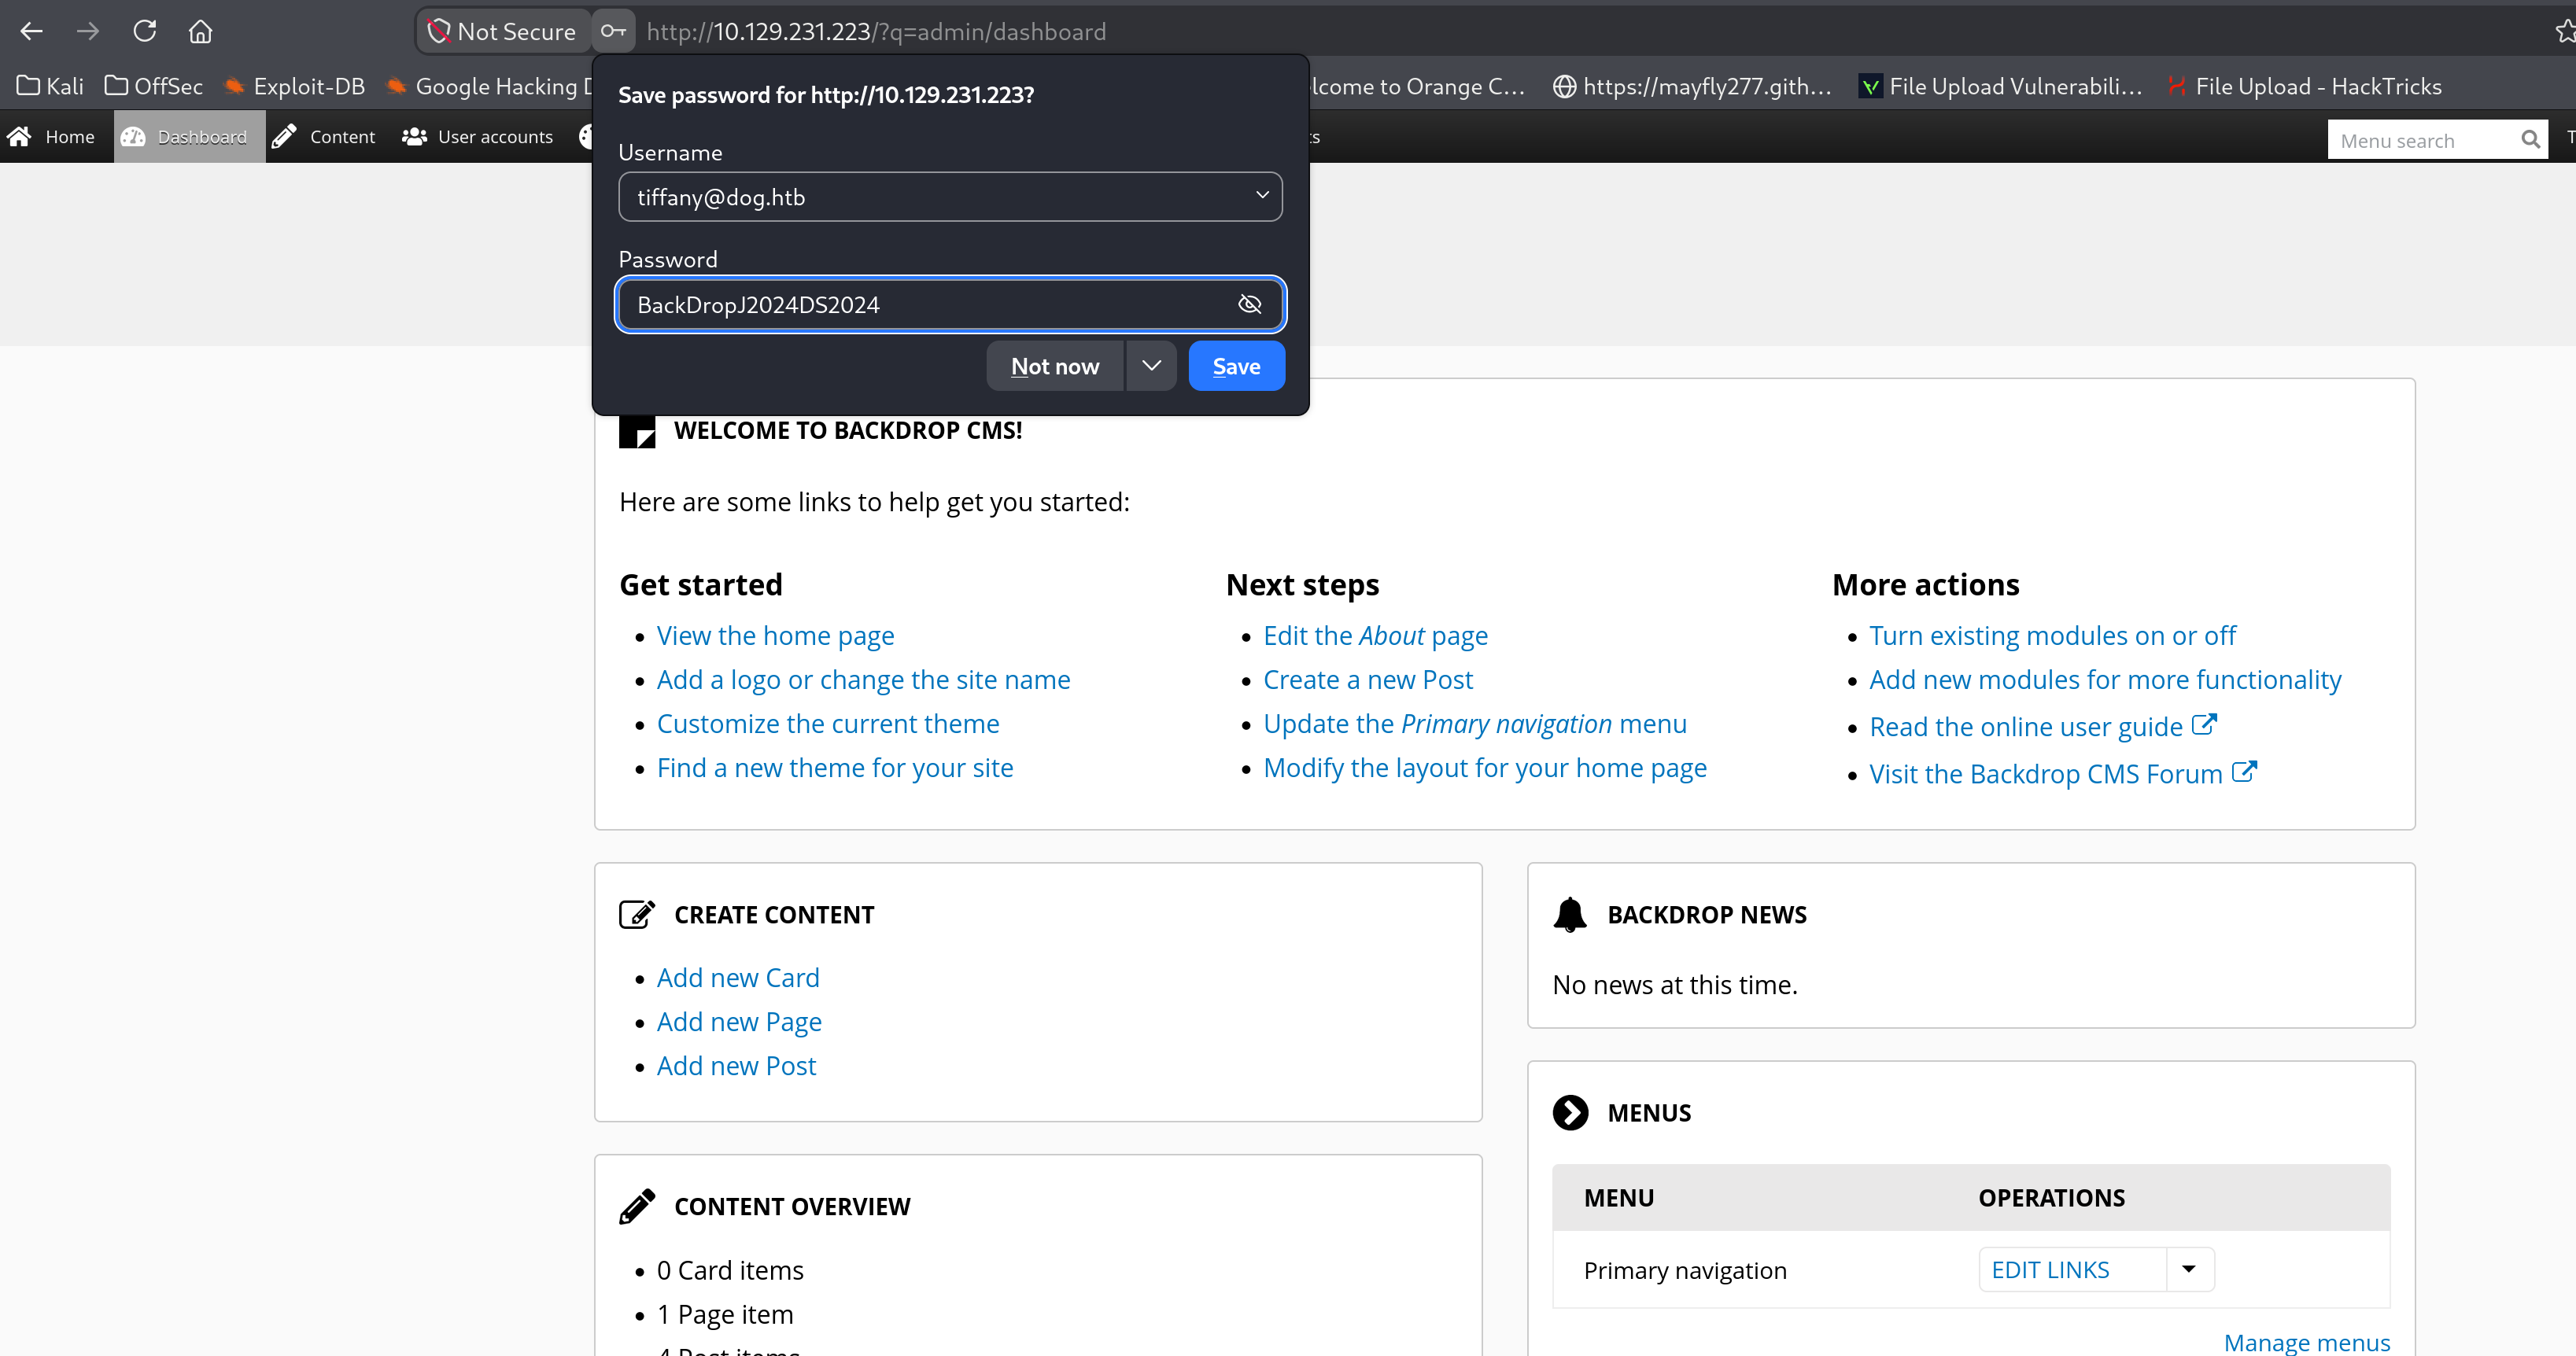 Not Secure http://10.129.231.223/?q=admin/dashboard
Kali OffSec Exploit-DB Google Hacking lcome to Orange C... https://mayfly277.gith... File Upload Vulnerabili... File Upload - HackTricks
Home Dashboard Content User accounts Menu search
Save password for http://10.129.231.223?
Username
tiffany@dog.htb
Password
BackDropJ2024DS2024
Not now Save
WELCOME TO BACKDROP CMS!
Here are some links to help get you started:
Get started
View the home page
Add a logo or change the site name
Customize the current theme
Find a new theme for your site
Next steps
Edit the About page
Create a new Post
Update the Primary navigation menu
Modify the layout for your home page
More actions
Turn existing modules on or off
Add new modules for more functionality
Read the online user guide
Visit the Backdrop CMS Forum
CREATE CONTENT
Add new Card
Add new Page
Add new Post
BACKDROP NEWS
No news at this time.
CONTENT OVERVIEW
0 Card items
1 Page item
MENUS
MENU OPERATIONS
Primary navigation EDIT LINKS
Manage menus